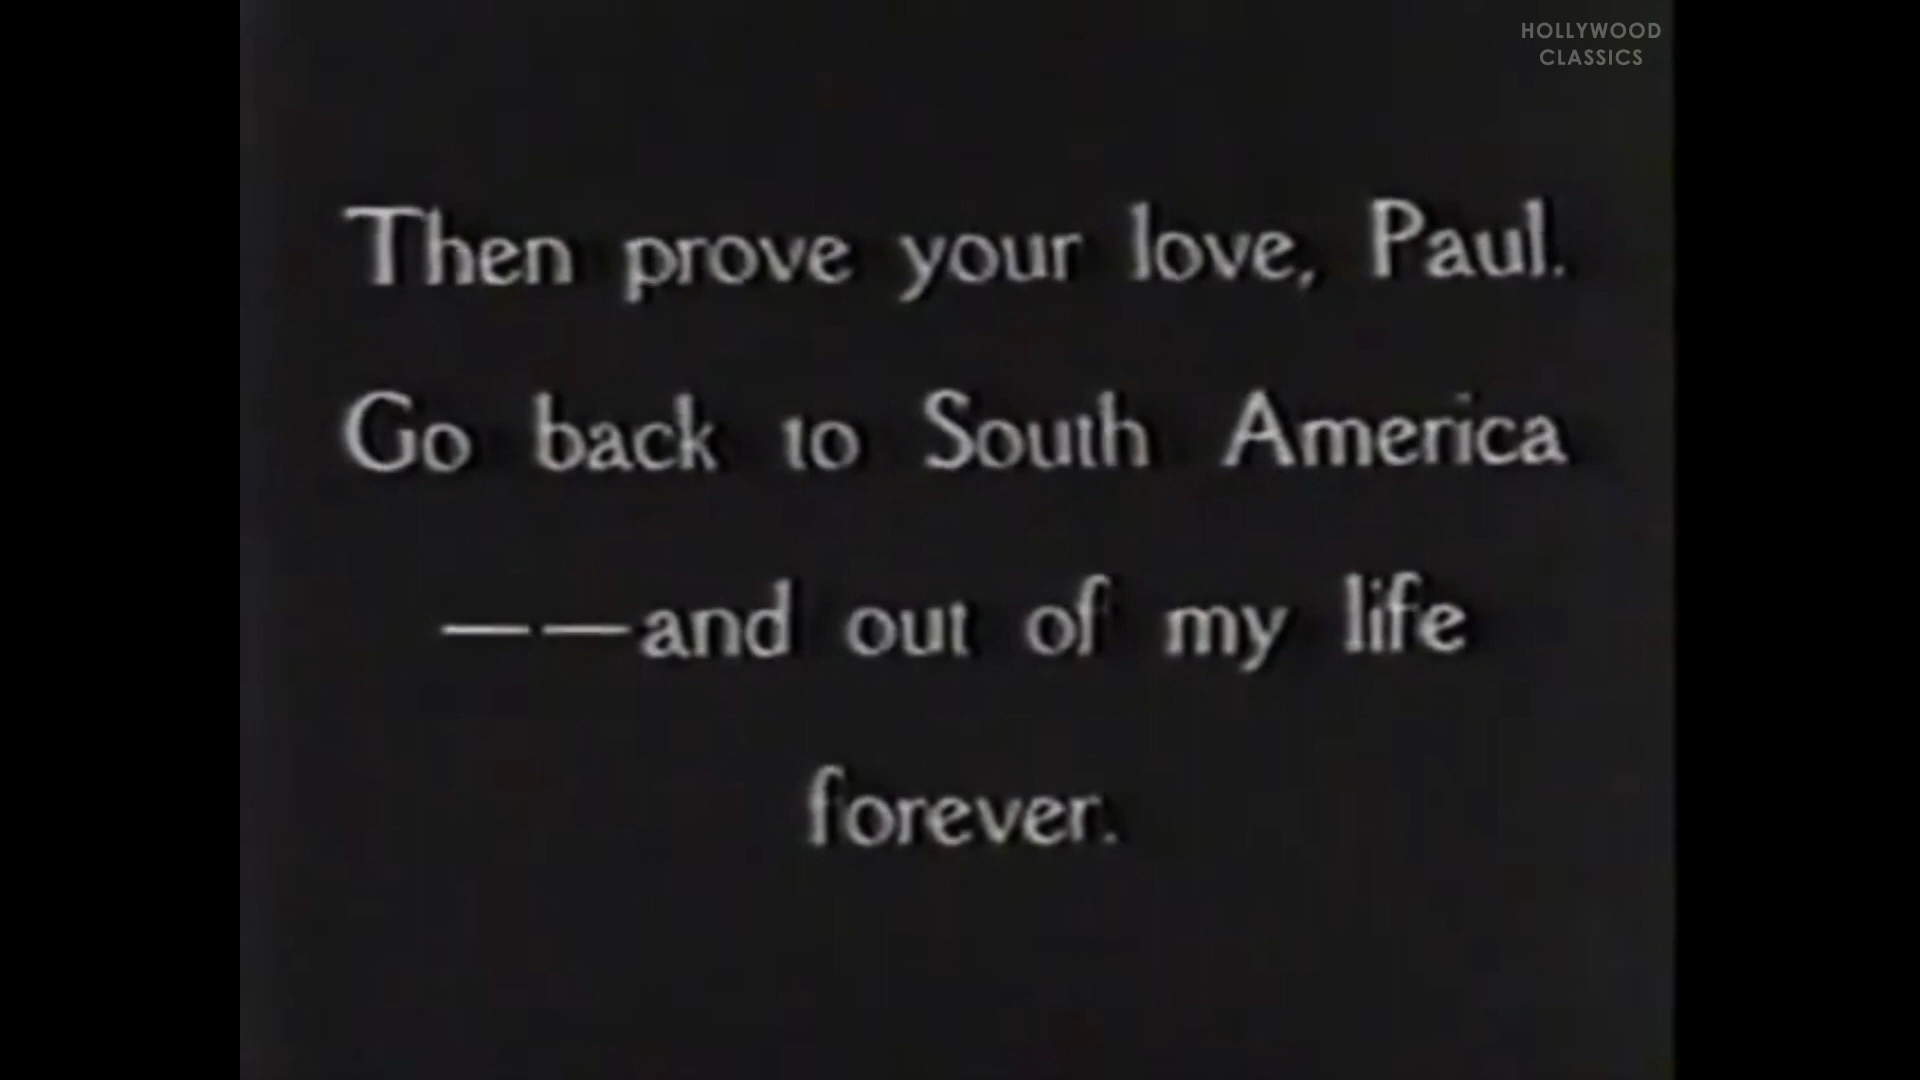 HOLLYWOOD
CLASSICS
Then prove your love, Paul.
Go back to South America
——and out of my life
forever.